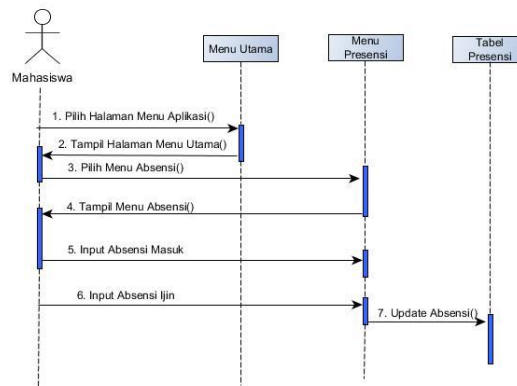 Mahasiswa
Menu Utama
Menu
Presensi
Tabel
Presensi
1. Pilih Halaman Menu Aplikasi()
2. Tampil Halaman Menu Utama()
3. Pilih Menu Absensi()
4. Tampil Menu Absensi()
5. Input Absensi Masuk
6. Input Absensi Ijin
7. Update Absensi()